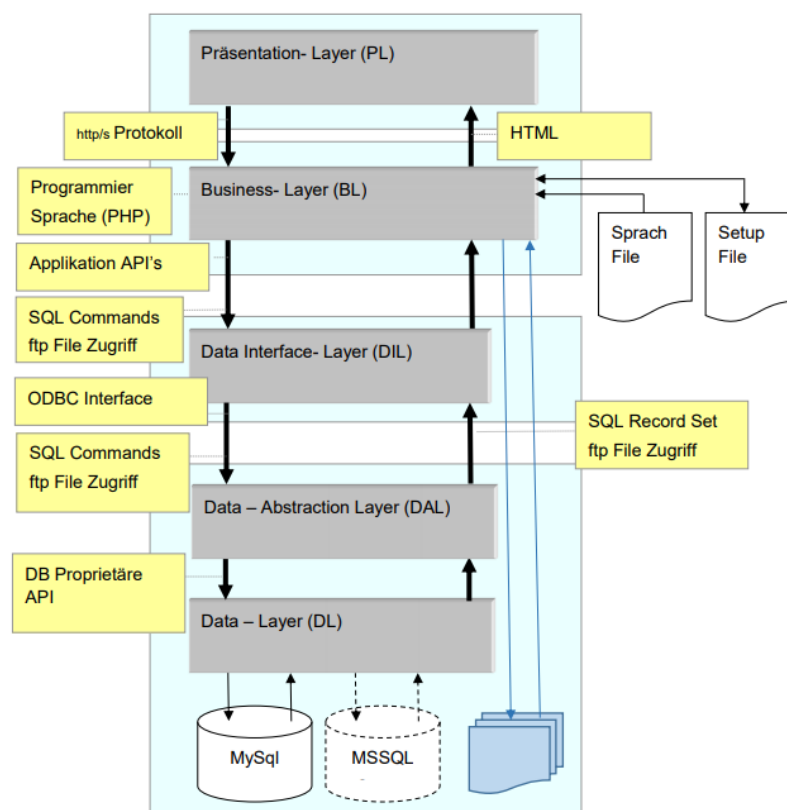 Präsentation- Layer (PL)
http/s Protokoll
HTML
Programmier
Sprache (PHP)
Business- Layer (BL)
Sprach
File
Setup
File
Applikation API's
SQL Commands
ftp File Zugriff
Data Interface- Layer (DIL)
ODBC Interface
SQL Record Set
ftp File Zugriff
SQL Commands
ftp File Zugriff
Data – Abstraction Layer (DAL)
DB Proprietäre
API
Data – Layer (DL)
MySql
MSSQL